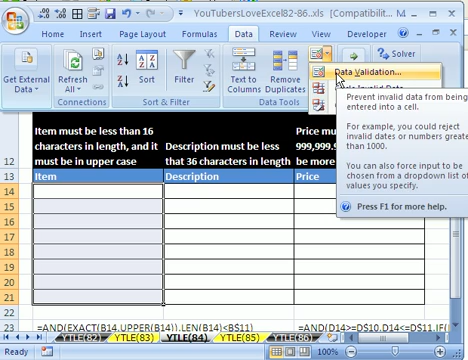 YouTubersLoveExcel82-86..xls [Compatibilit...
Home Insert Page Layout Formulas Data Review View Developer
Get External Data
Refresh All
Connections
Sort
Filter
Sort & Filter
Text to Columns
Remove Duplicates
Data Tools
Solver
Data Validation...
Prevent invalid data from being entered into a cell.
For example, you could reject invalid dates or numbers greate
than 1000.
You can also force input to be
chosen from a dropdown list of
values you specify.
Press F1 for more help.
Item must be less than 16
characters in length, and it
must be in upper case
Description must be less
that 36 characters in length
Price mu
999,999.9
be more
12
13 Item Description Price
14
15
16
17
18
19
20
21
22
23 =AND(EXACT(B14,UPPER(B14)),LEN(B14)<B$11) =AND(D14>=D$10,D14<=D$11,IF(
YTLE(82) YTLE(83) YTLE(84) YTLE(85) YTLE(86)
Ready 100%